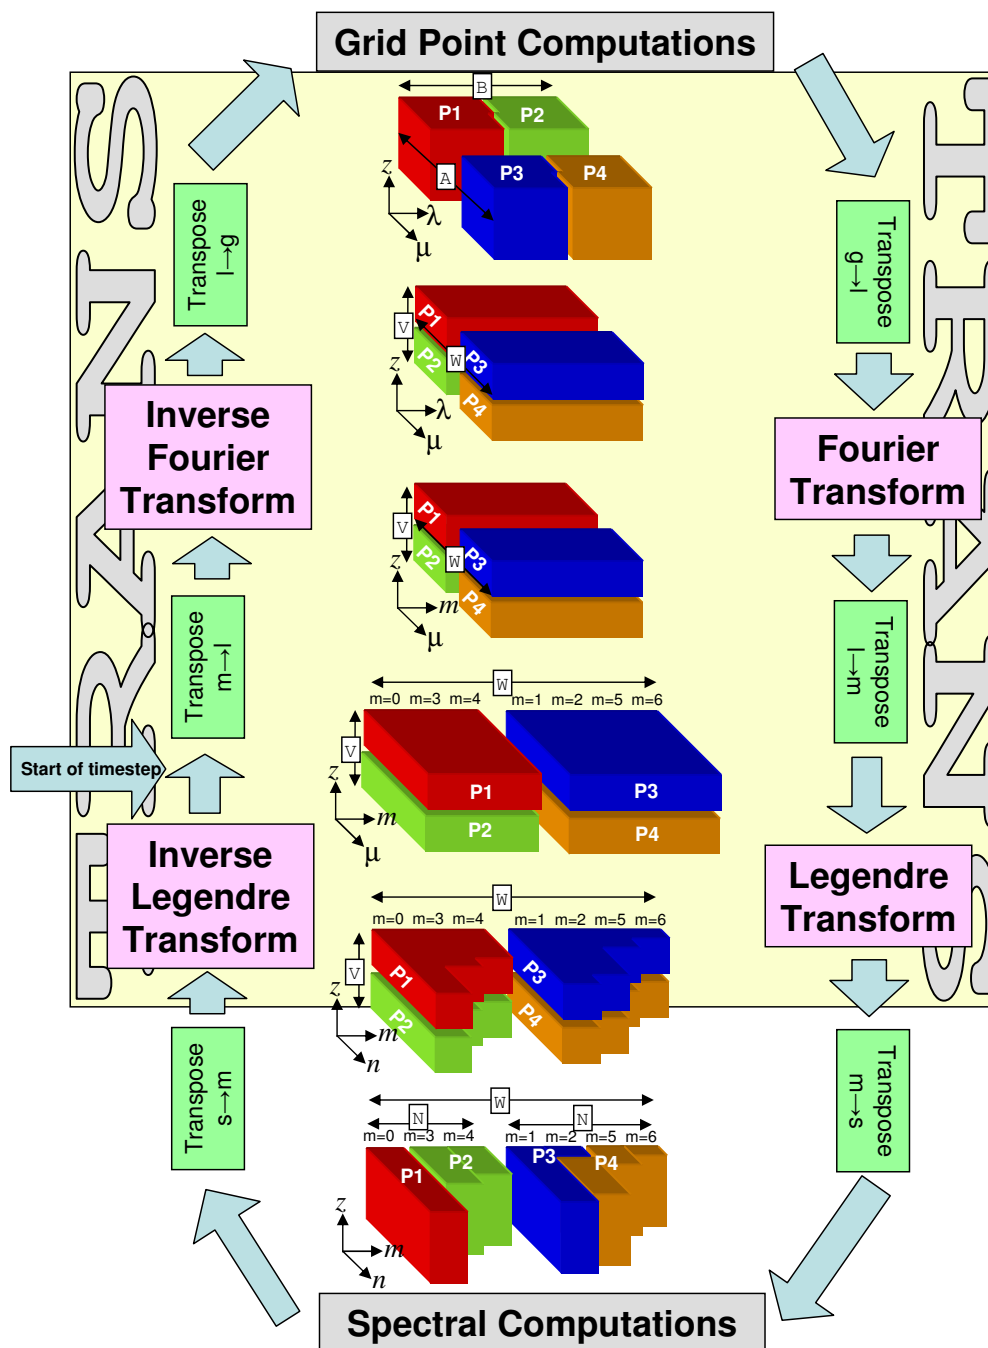 Grid Point Computations
B
P1 P2
A
P3 P4
z
λ
μ
Transpose
l→g
Transpose
g→l
V
P1
W
P2 P3
P4
z
λ
μ
Inverse
Fourier
Transform
Fourier
Transform
V
P1
W
P2 P3
P4
z
m
μ
Transpose
m→l
Transpose
l→m
W
m=0 m=3 m=4 m=1 m=2 m=5 m=6
V
z
m
μ
P1 P3
P2 P4
Start of timestep
Inverse
Legendre
Transform
Legendre
Transform
W
m=0 m=3 m=4 m=1 m=2 m=5 m=6
V
P1 P3
P2 P4
z
m
n
Transpose
s→m
Transpose
m→s
W
N N
m=0 m=3 m=4 m=1 m=2 m=5 m=6
P1 P2 P3 P4
z
m
n
Spectral Computations